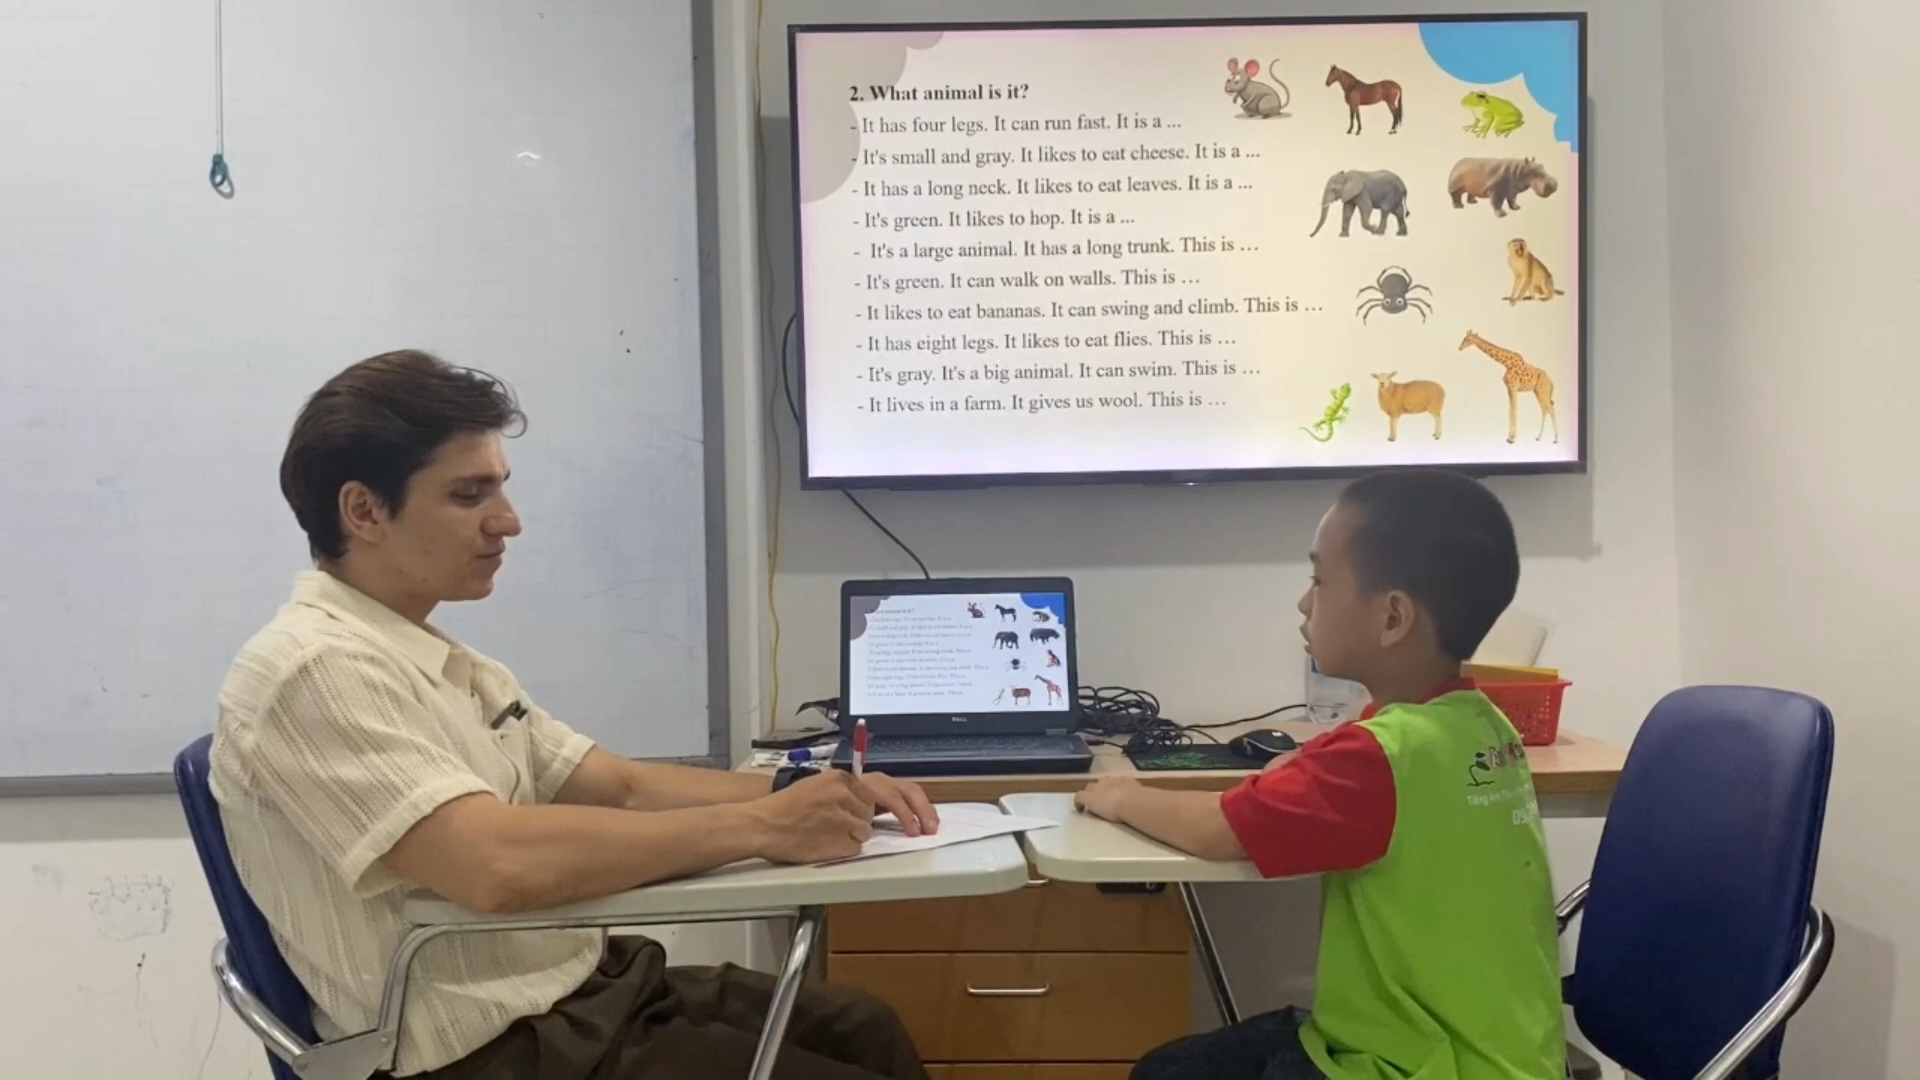 2. What animal is it?
- It has four legs. It can run fast. It is a ...
- It's small and gray. It likes to eat cheese. It is a ...
- It has a long neck. It likes to eat leaves. It is a ...
- It's green. It likes to hop. It is a ...
- It's a large animal. It has a long trunk. This is ...
- It's green. It can walk on walls. This is ...
- It likes to eat bananas. It can swing and climb. This is ...
- It has eight legs. It likes to eat flies. This is ...
- It's gray. It's a big animal. It can swim. This is ...
- It lives in a farm. It gives us wool. This is ...
DELL
Tiếng Anh